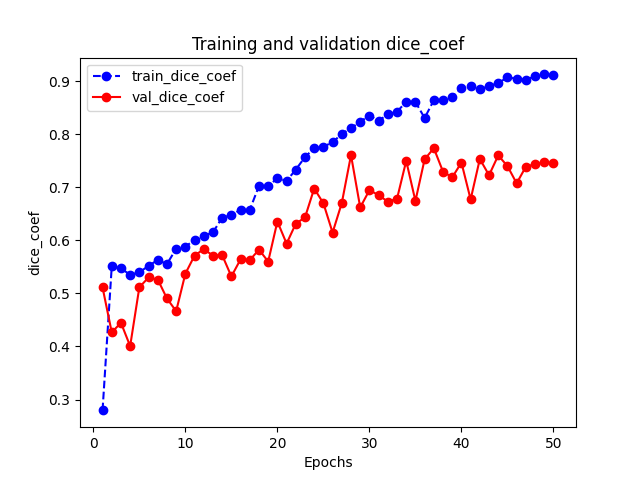 Training and validation dice_coef
train_dice_coef
val_dice_coef
dice_coef
0.9
0.8
0.7
0.6
0.5
0.4
0.3
0 10 20 30 40 50
Epochs